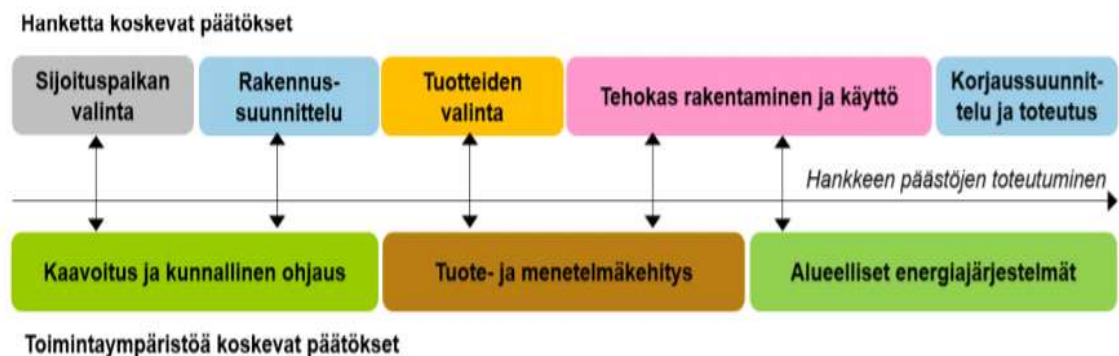 Hanketta koskevat päätökset
Sijoituspaikan
valinta
Rakennus-
suunnittelu
Tuotteiden
valinta
Tehokas rakentaminen ja käyttö
Korjaussuunnit-
telu ja toteutus
Hankkeen päästöjen toteutuminen
Kaavoitus ja kunnallinen ohjaus
Tuote- ja menetelmäkehitys
Alueelliset energiajärjestelmät
Toimintaympäristöä koskevat päätökset